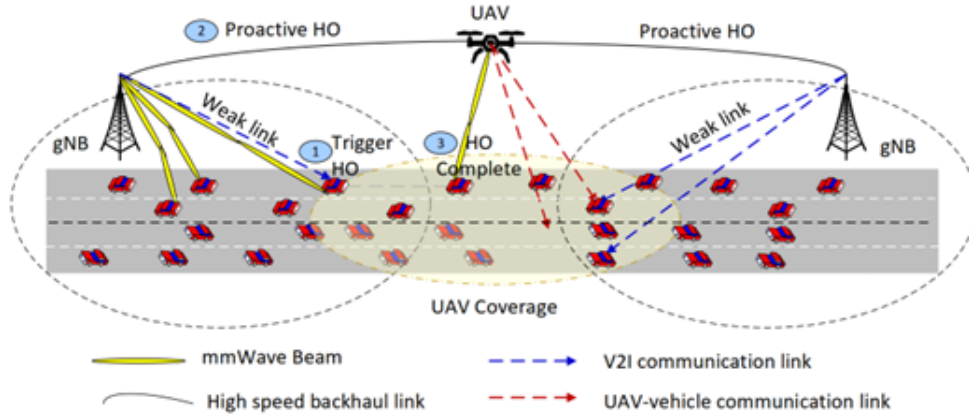 UAV
2 Proactive HO
Proactive HO
gNB
Weak link
1 Trigger
HO
3 HO
Complete
Weak link
gNB
UAV Coverage
mmWave Beam
V2I communication link
High speed backhaul link
UAV-vehicle communication link